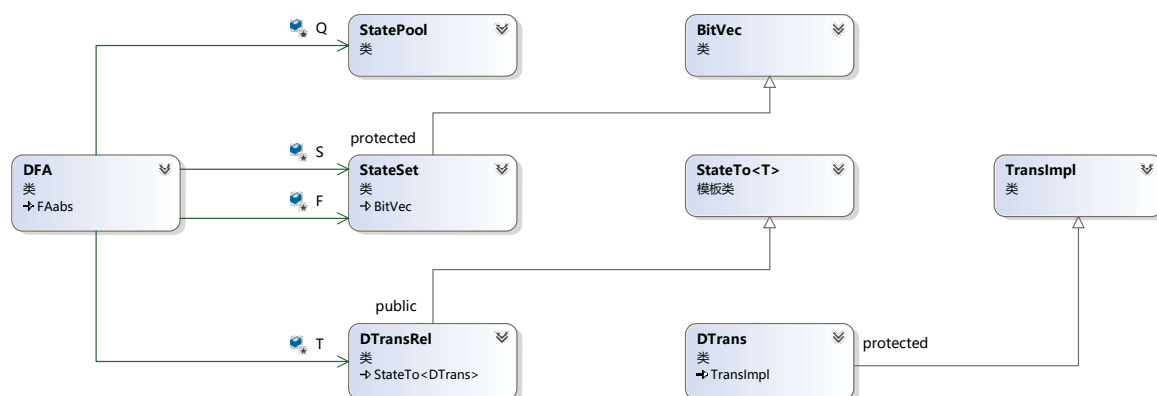 Q
StatePool
类
BitVec
类
protected
S
F
DFA
类
FAabs
StateSet
类
BitVec
StateTo<T>
模板类
TransImpl
类
public
T
DTransRel
类
StateTo<DTrans>
DTrans
类
TransImpl
protected